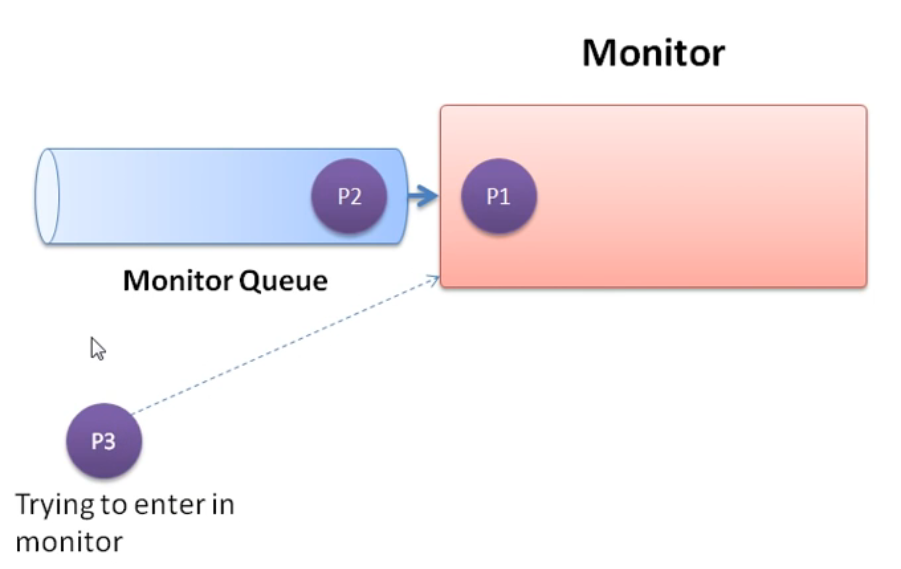 Monitor
P2
P1
Monitor Queue
P3
Trying to enter in
monitor